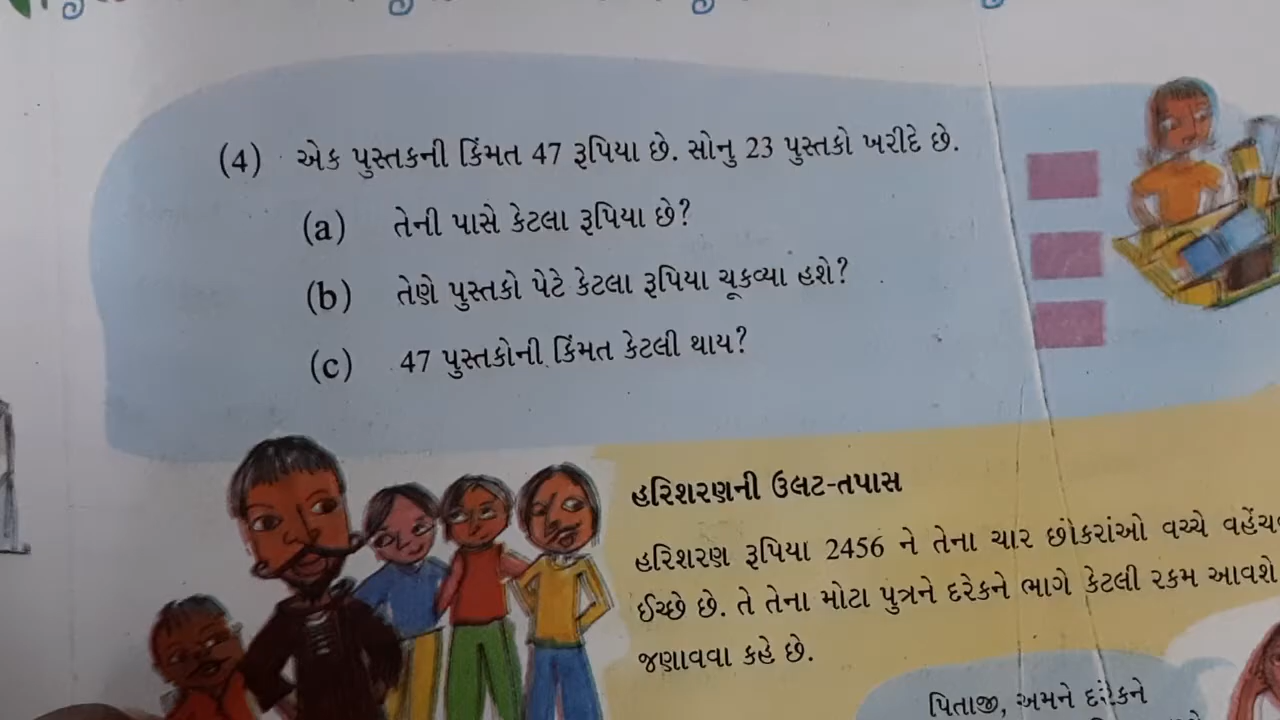 (4) એક પુસ્તકની કિંમત 47 રૂપિયા છે. સોનુ 23 પુસ્તકો ખરીદે છે.
(a) તેની પાસે કેટલા રૂપિયા છે?
(b) તેણે પુસ્તકો પેટે કેટલા રૂપિયા ચૂકવ્યા હશે?
(c) 47 પુસ્તકોની કિંમત કેટલી થાય?
હરિશરણની ઉલટ-તપાસ
હરિશરણ રૂપિયા 2456 ને તેના ચાર છોકરાંઓ વચ્ચે
ઈચ્છે છે. તે તેના મોટા પુત્રને દરેકને ભાગે કેટલી રકમ આવશે
જણાવવા કહે છે.
પિતાજી, અમને દરેકને